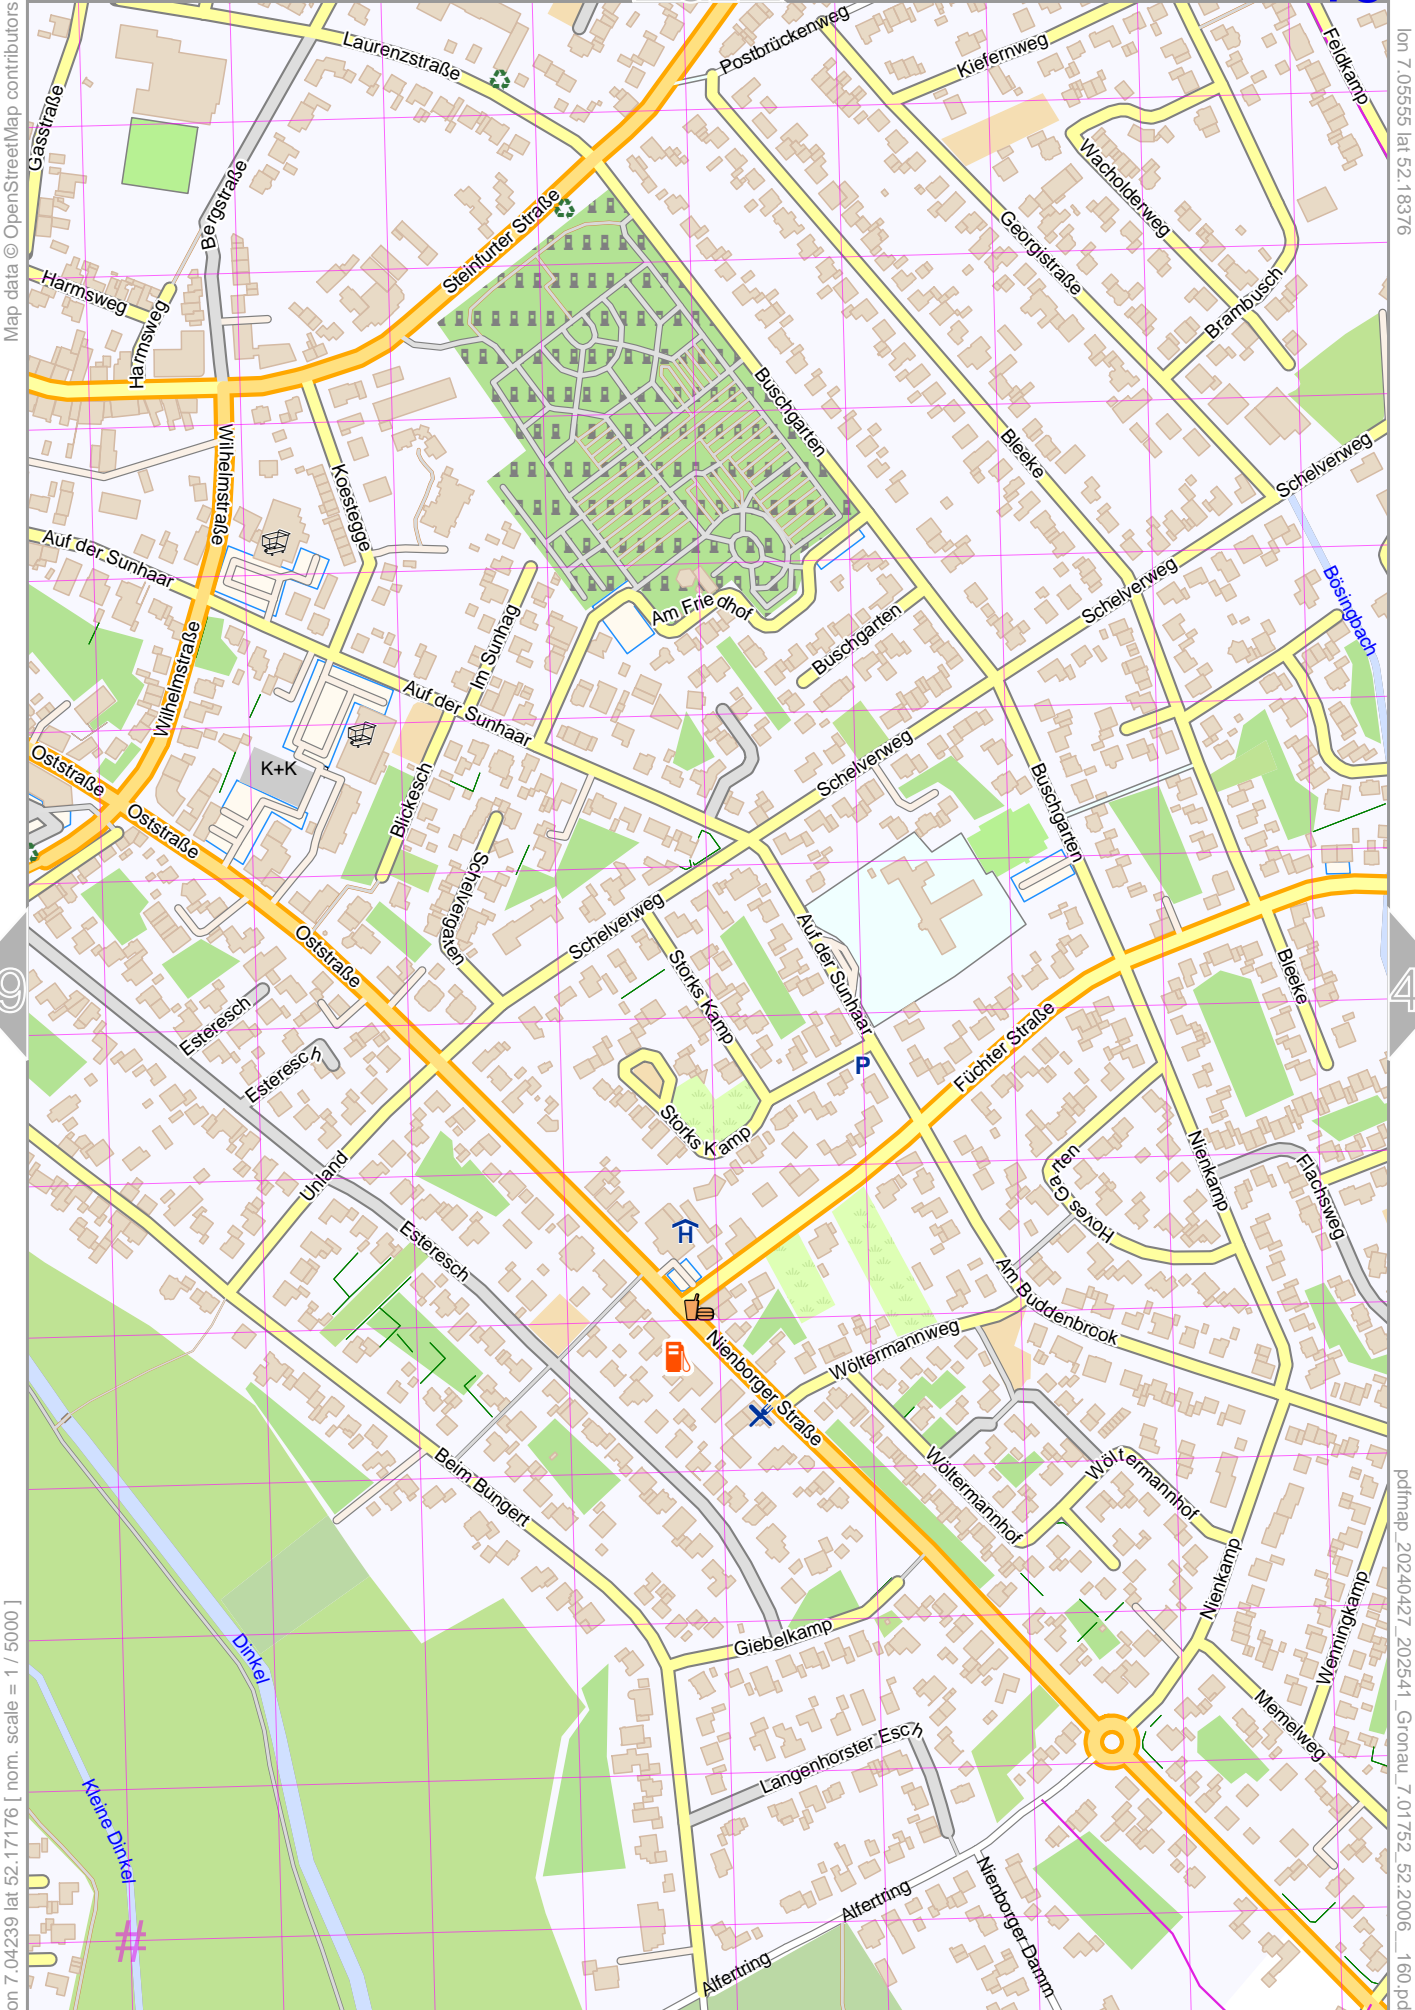 Map data © OpenStreetMap contributors
lon 7.05555 lat 52.18376
Postbrückenweg
Laurenzstraße
Kiefernweg
Feldkamp
Gasstraße
Bergstraße
Wacholderweg
Steinfurter Straße
Georgistraße
Harmsweg
Harmsweg
Brambusch
Buschgarten
Wilhelmstraße
Koestegge
Bleeke
Schelverweg
Auf der Sunhaar
Schelverweg
Bösingbach
Am Friedhof
Buschgarten
Im Sunhag
Wilhelmstraße
Auf der Sunhaar
Schelverweg
Oststraße
K+K
Blickesch
Buschgarten
Oststraße
Schelvergaten
Schelverweg
Auf der Sunhaar
Oststraße
Storks Kamp
Bleeke
9
4
Esteresch
Füchter Straße
P
Esteresch
Storks Kamp
Nienkamp
Hoves Garten
Flachsweg
Unland
H
Esteresch
Am Buddenbrook
Nienborger Straße
Wöltermannweg
Beim Bungert
Wöltermannhof
Wöltermannhof
Nienkamp
Wenningkamp
Giebelkamp
Dinkel
Memelweg
Langenhorster Esch
Kleine Dinkel
Alfertring
Nienborger Damm
Alfertring
#
on 7.04239 lat 52.17176 [ nom. scale = 1 / 5000 ]
pdfmap_20240427_202541_Gronau_7.01752_52.2006__160.pd